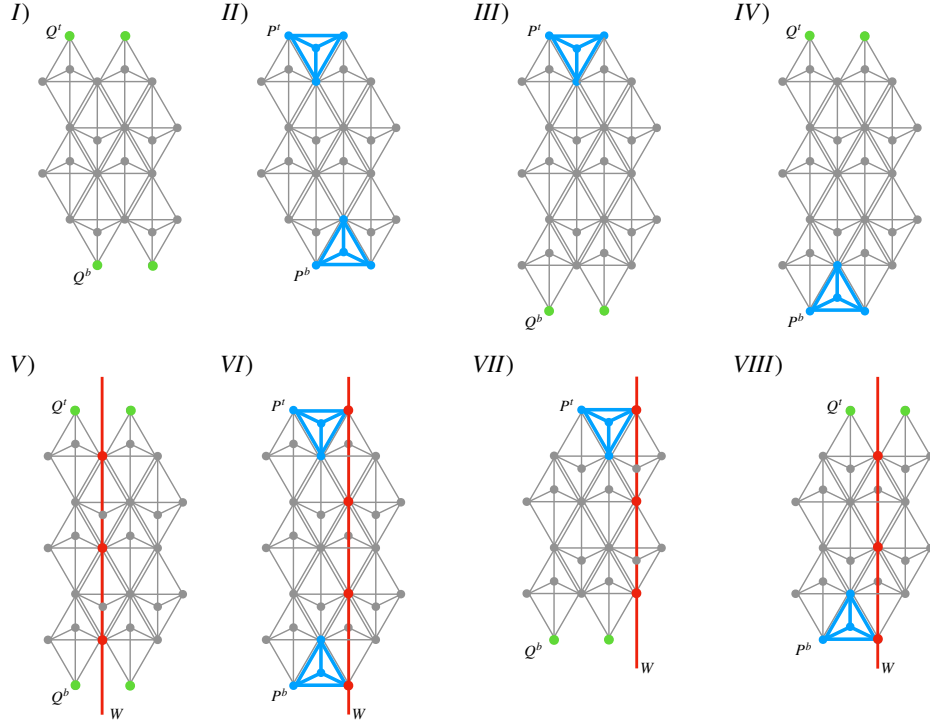 I) II) III) IV)
Q^t P^t P^t Q^t
Q^b P^b Q^b P^b
V) VI) VII) VIII)
Q^t P^t P^t Q^t
Q^b P^b Q^b P^b
W W W W